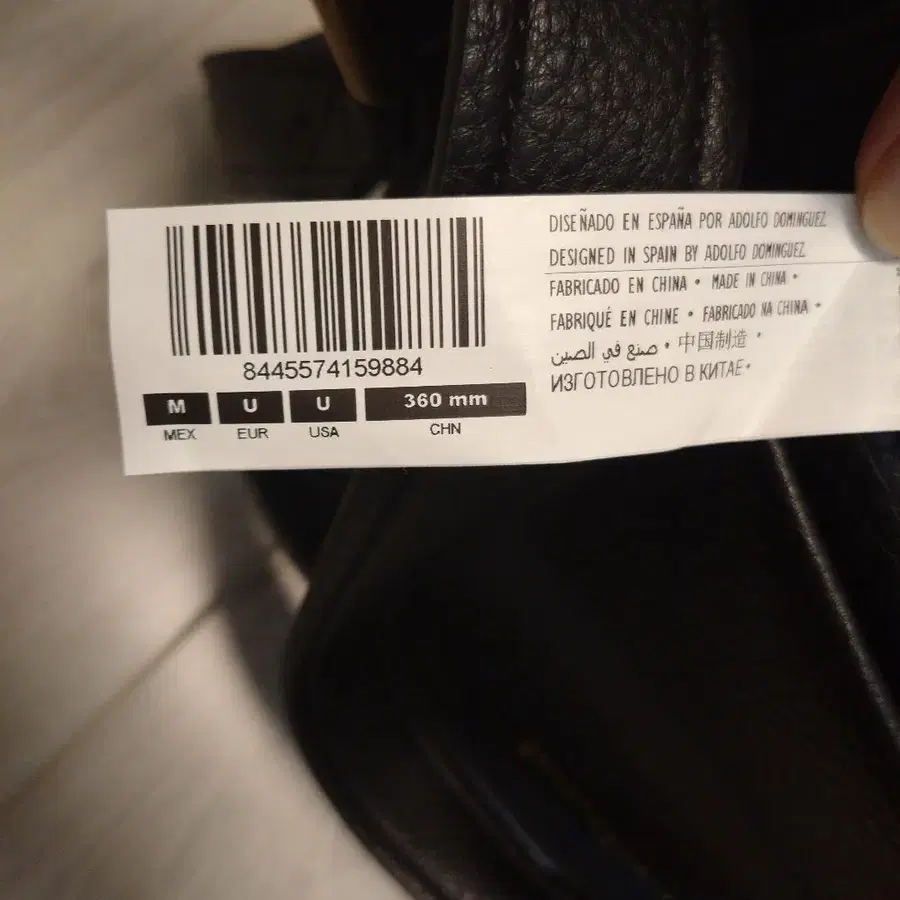 8445574159884
M U U 360 mm
MEX EUR USA CHN
DISEÑADO EN ESPAÑA POR ADOLFO DOMINGUEZ
DESIGNED IN SPAIN BY ADOLFO DOMINGUEZ
FABRICADO EN CHINA • MADE IN CHINA •
FABRIQUÉ EN CHINE • FABRICADO NA CHINA •
صنع في الصين • 中国制造 •
ИЗГОТОВЛЕНО В КИТАЕ•